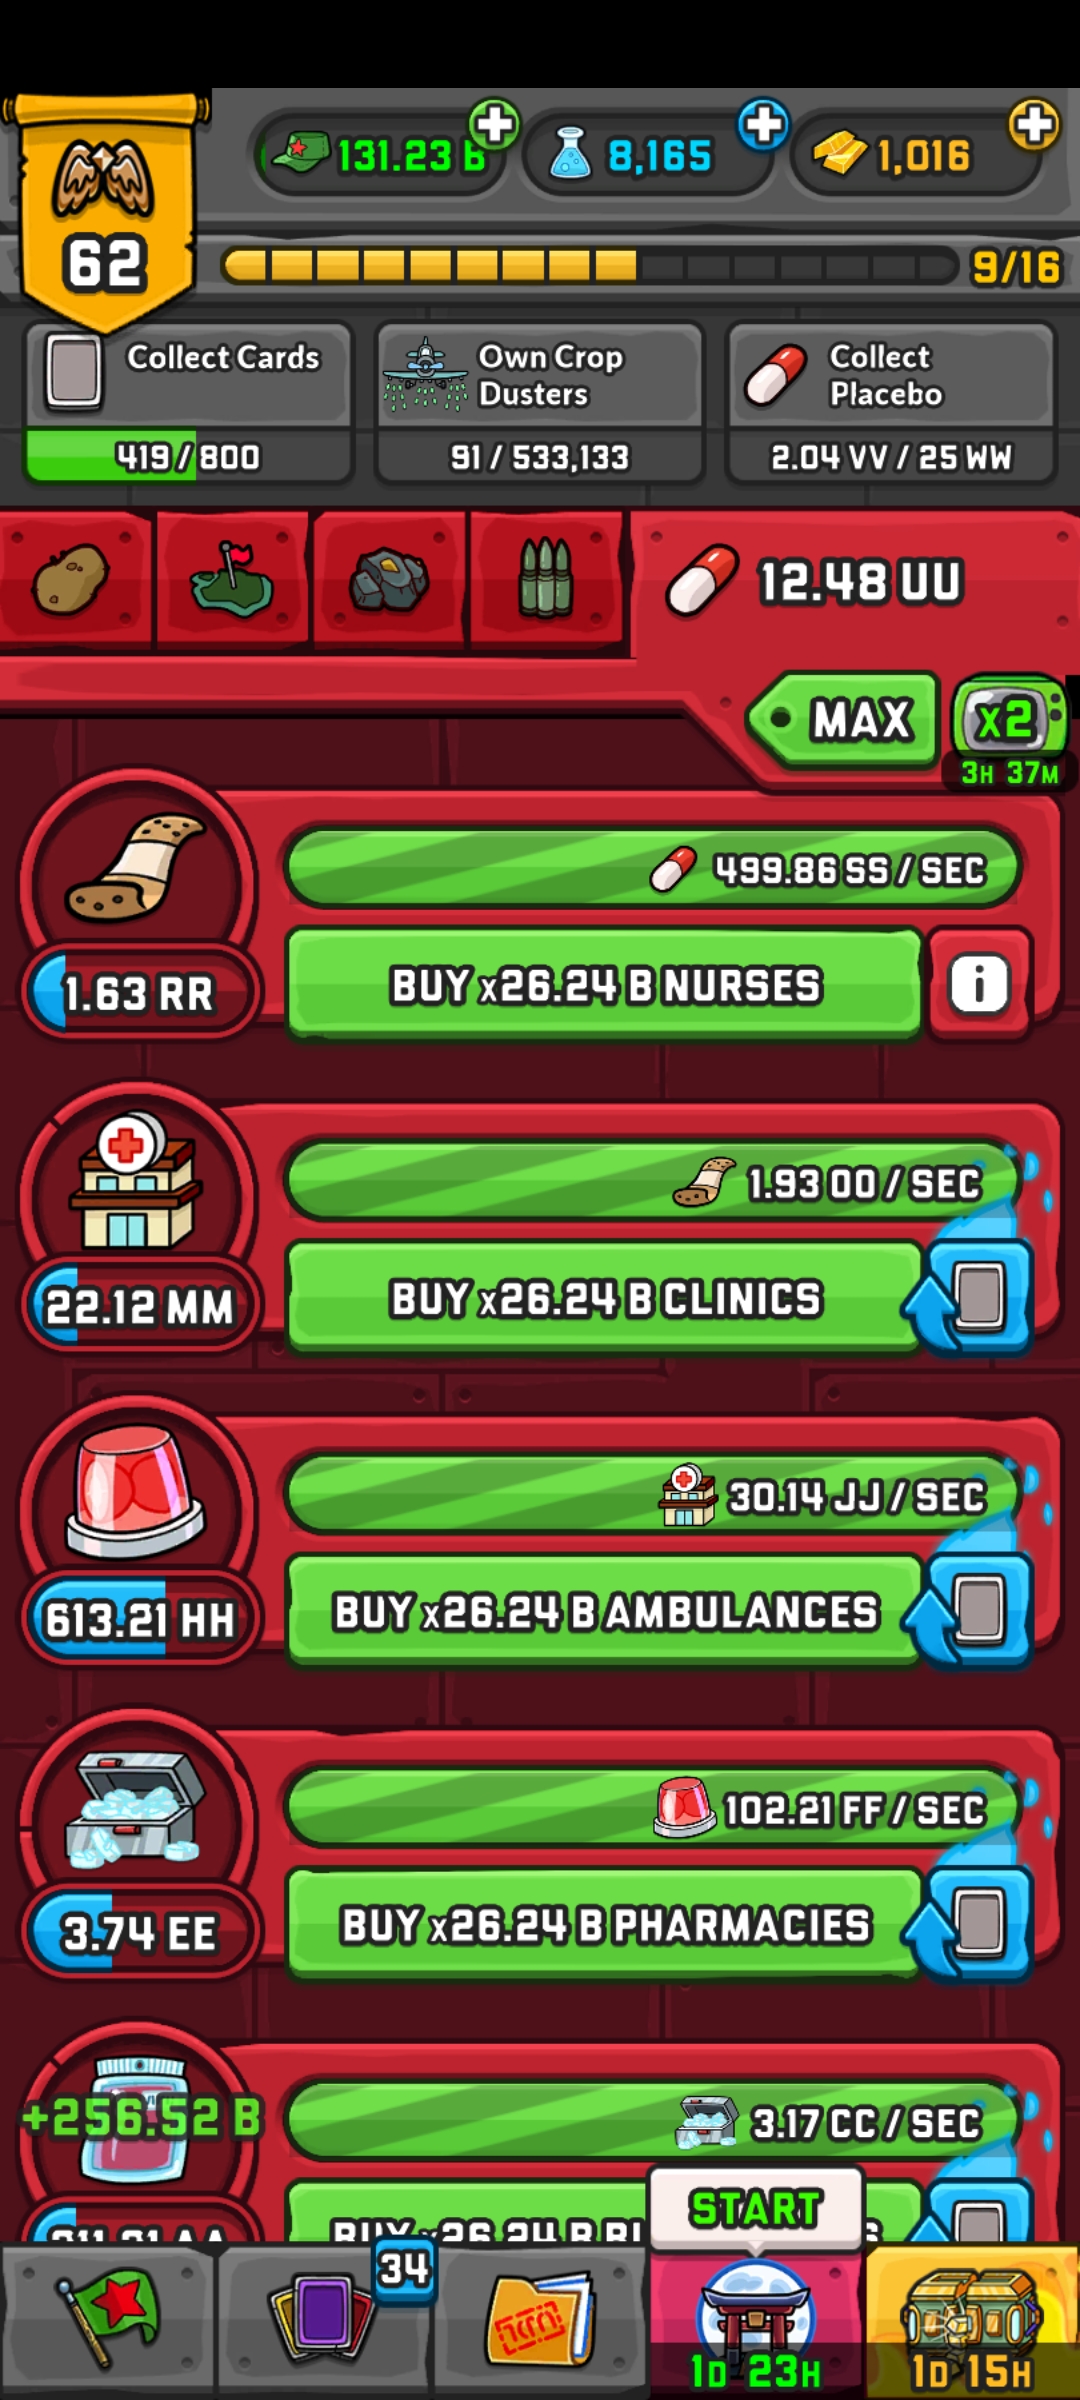 131.23 B
8,165
1,016
62
9/16
Collect Cards
419 / 800
Own Crop
Dusters
91 / 533,133
Collect
Placebo
2.04 VV / 25 WW
12.48 UU
MAX
x2
3H 37M
499.86 SS / SEC
1.63 RR
BUY x26.24 B NURSES
i
1.93 OO / SEC
22.12 MM
BUY x26.24 B CLINICS
30.14 JJ / SEC
613.21 HH
BUY x26.24 B AMBULANCES
102.21 FF / SEC
3.74 EE
BUY x26.24 B PHARMACIES
+256.52 B
3.17 CC / SEC
BUY x26.24 B
START
34
1D 23H
1D 15H